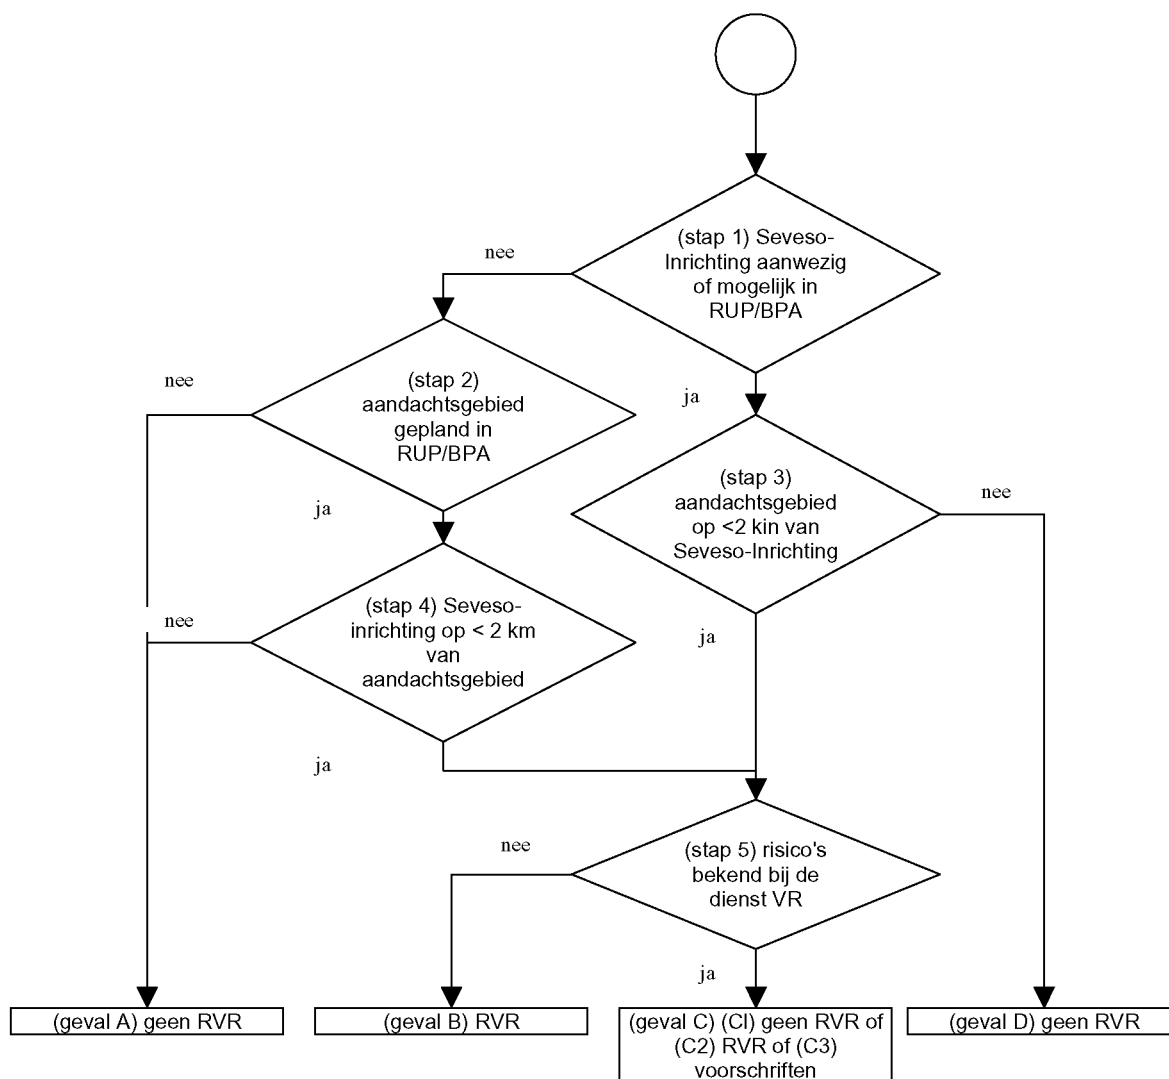 (stap 1) Seveso-
Inrichting aanwezig
of mogelijk in
RUP/BPA
nee
ja
(stap 2)
aandachtsgebied
gepland in
RUP/BPA
nee
ja
(stap 3)
aandachtsgebied
op <2 kin van
Seveso-Inrichting
nee
ja
(stap 4) Seveso-
inrichting op < 2 km
van
aandachtsgebied
nee
ja
(stap 5) risico's
bekend bij de
dienst VR
nee
ja
(geval A) geen RVR
(geval B) RVR
(geval C) (Cl) geen RVR of
(C2) RVR of (C3)
voorschriften
(geval D) geen RVR